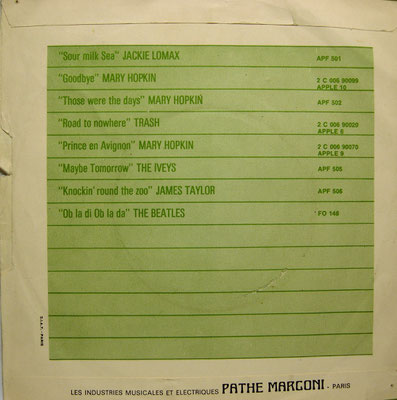 "Sour milk Sea" JACKIE LOMAX APF 501
"Goodbye" MARY HOPKIN 2 C 006 90099
APPLE 10
"Those were the days" MARY HOPKIN APF 502
"Road to nowhere" TRASH 2 C 006 90020
APPLE 6
"Prince en Avignon" MARY HOPKIN 2 C 006 90070
APPLE 9
"Maybe Tomorrow" THE IVEYS APF 505
"Knockin' round the zoo" JAMES TAYLOR APF 506
"Ob la di Ob la da" THE BEATLES FO 148
LES INDUSTRIES MUSICALES ET ELECTRIQUES PATHE MARCONI - PARIS